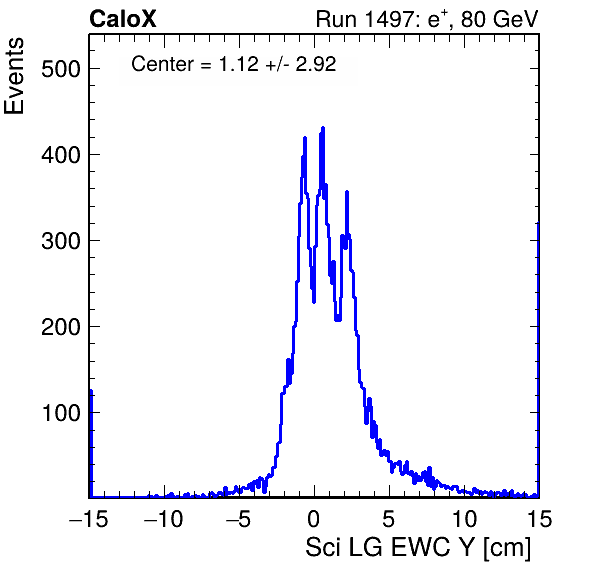 CaloX Run 1497: e⁺, 80 GeV
Events
Center = 1.12 +/- 2.92
500
400
300
200
100
−15 −10 −5 0 5 10 15
Sci LG EWC Y [cm]